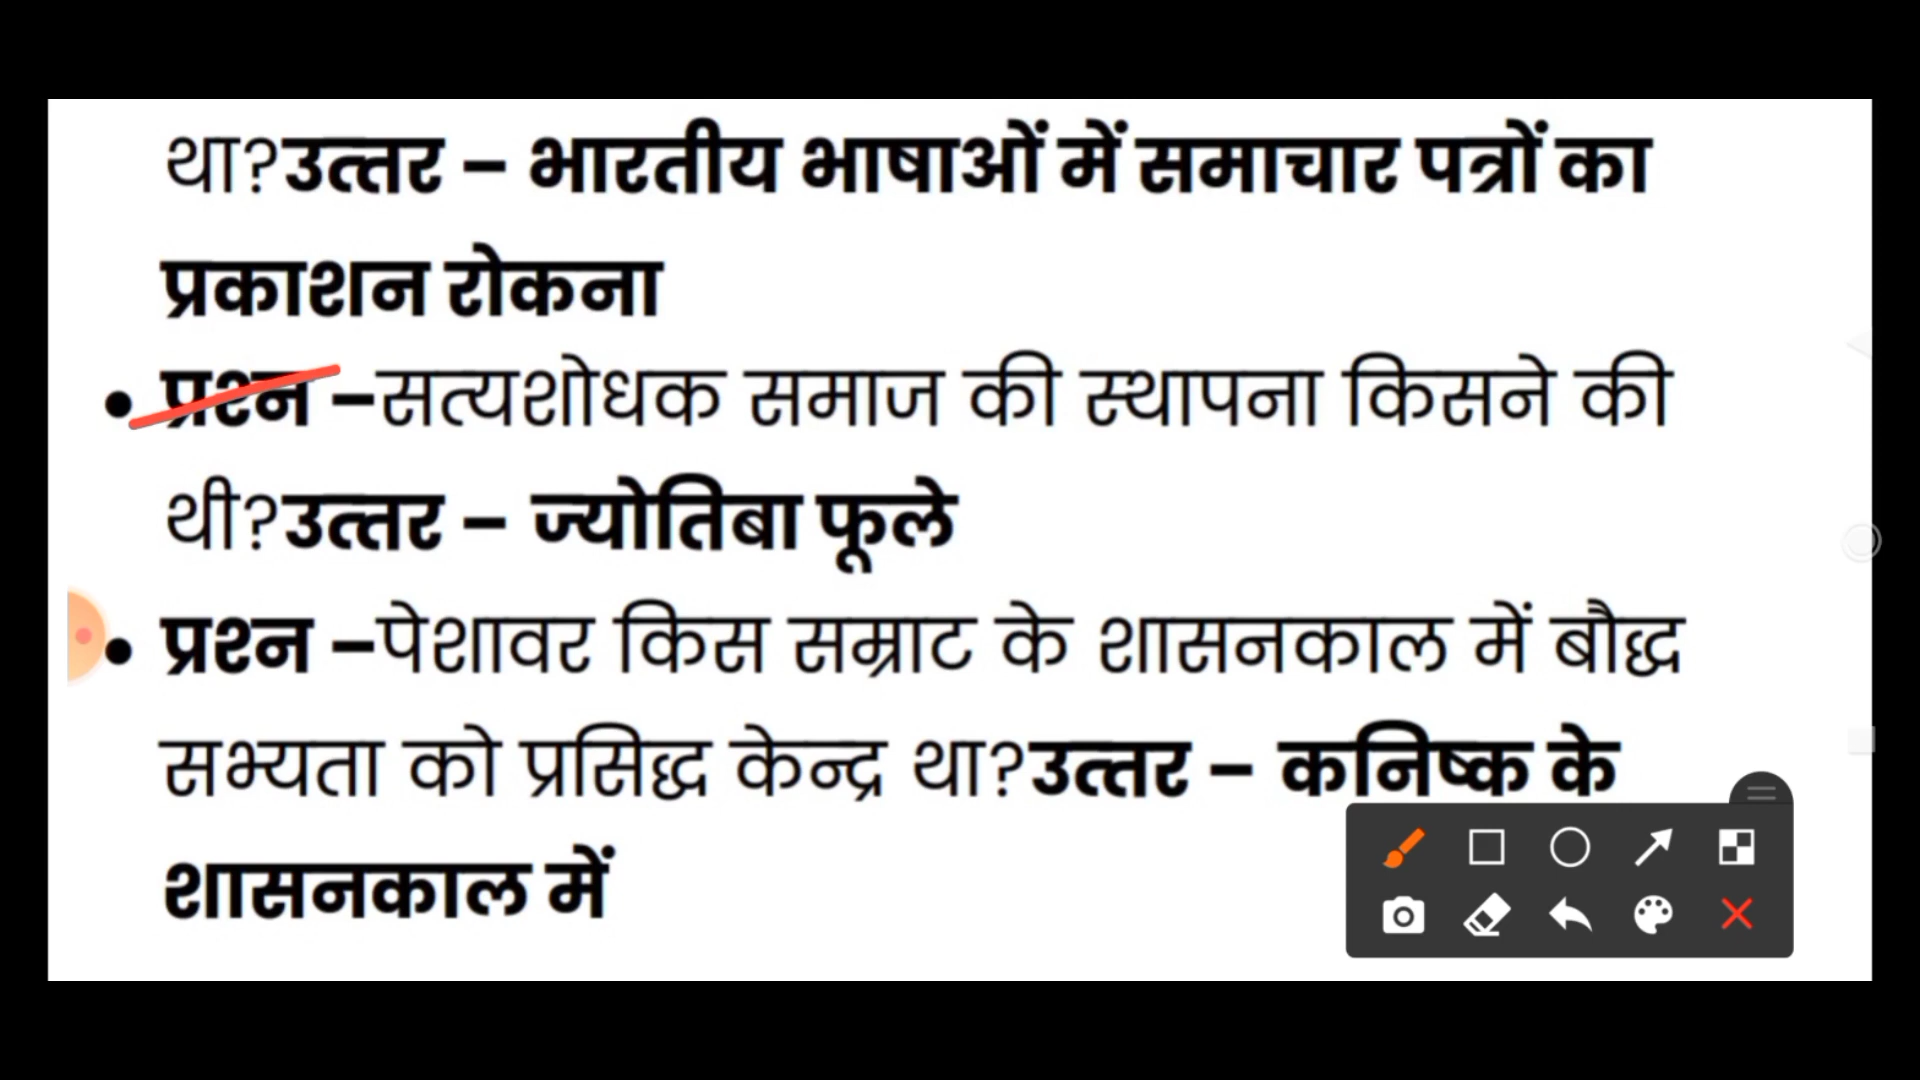 था?उत्तर – भारतीय भाषाओं में समाचार पत्रों का
प्रकाशन रोकना
• प्रश्न –सत्यशोधक समाज की स्थापना किसने की
थी?उत्तर – ज्योतिबा फूले
• प्रश्न –पेशावर किस सम्राट के शासनकाल में बौद्ध
सभ्यता को प्रसिद्ध केन्द्र था?उत्तर – कनिष्क के
शासनकाल में